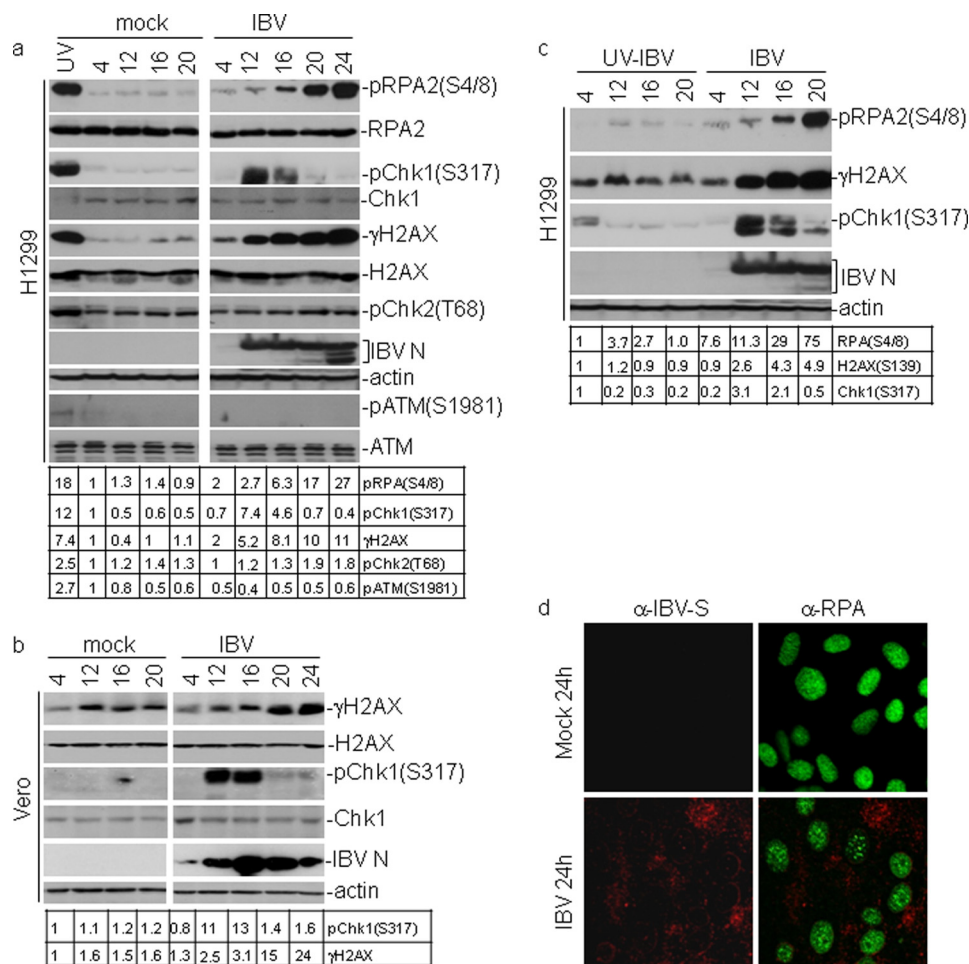 a
mock
IBV
UV 4 12 16 20 4 12 16 20 24
H1299
-pRPA2(S4/8)
-RPA2
-pChk1(S317)
-Chk1
-γH2AX
-H2AX
-pChk2(T68)
IBV N
-actin
-pATM(S1981)
-ATM
18 1 1.3 1.4 0.9 2 2.7 6.3 17 27 pRPA(S4/8)
12 1 0.5 0.6 0.5 0.7 7.4 4.6 0.7 0.4 pChk1(S317)
7.4 1 0.4 1 1.1 2 5.2 8.1 10 11 γH2AX
2.5 1 1.2 1.4 1.3 1 1.2 1.3 1.9 1.8 pChk2(T68)
2.7 1 0.8 0.5 0.6 0.5 0.4 0.5 0.5 0.6 pATM(S1981)
b
mock
IBV
4 12 16 20 4 12 16 20 24
Vero
-γH2AX
-H2AX
-pChk1(S317)
-Chk1
-IBV N
-actin
1 1.1 1.2 1.2 0.8 11 13 1.4 1.6 pChk1(S317)
1 1.6 1.5 1.6 1.3 2.5 3.1 15 24 γH2AX
c
UV-IBV
IBV
4 12 16 20 4 12 16 20
H1299
-pRPA2(S4/8)
-γH2AX
-pChk1(S317)
IBV N
-actin
1 3.7 2.7 1.0 7.6 11.3 29 75 RPA(S4/8)
1 1.2 0.9 0.9 0.9 2.6 4.3 4.9 H2AX(S139)
1 0.2 0.3 0.2 0.2 3.1 2.1 0.5 Chk1(S317)
d
α-IBV-S
α-RPA
Mock 24h
IBV 24h